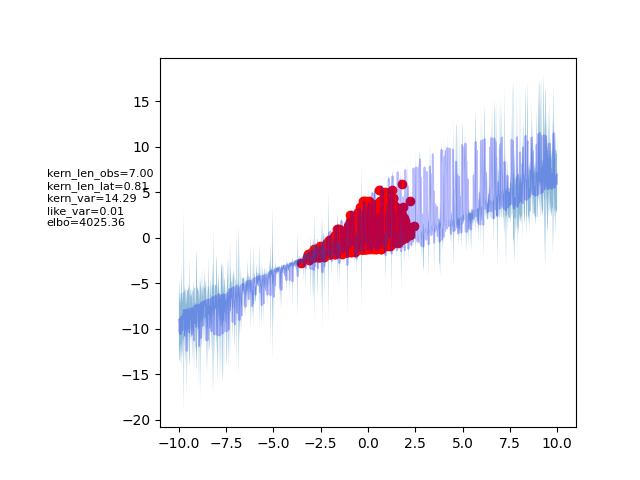 15
10
kern_len_obs=7.00
kern_len_lat=0.81
5
kern_var=14.29
like_var=0.01
elbo=4025.36
0
−5
−10
−15
−20
−10.0 −7.5 −5.0 −2.5 0.0 2.5 5.0 7.5 10.0